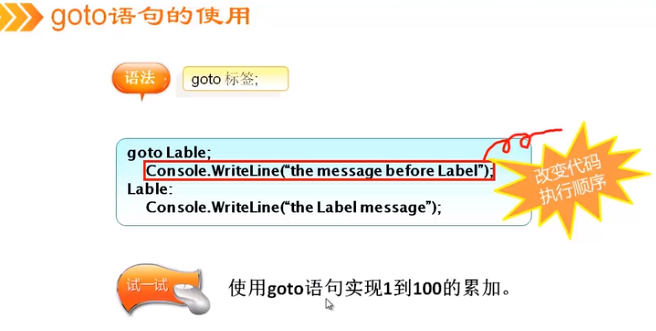 goto语句的使用
语法 goto 标签;
goto Lable;
Console.WriteLine(“the message before Label”);
Lable:
Console.WriteLine(“the Label message”);
改变代码
执行顺序
试一试 使用goto语句实现1到100的累加。